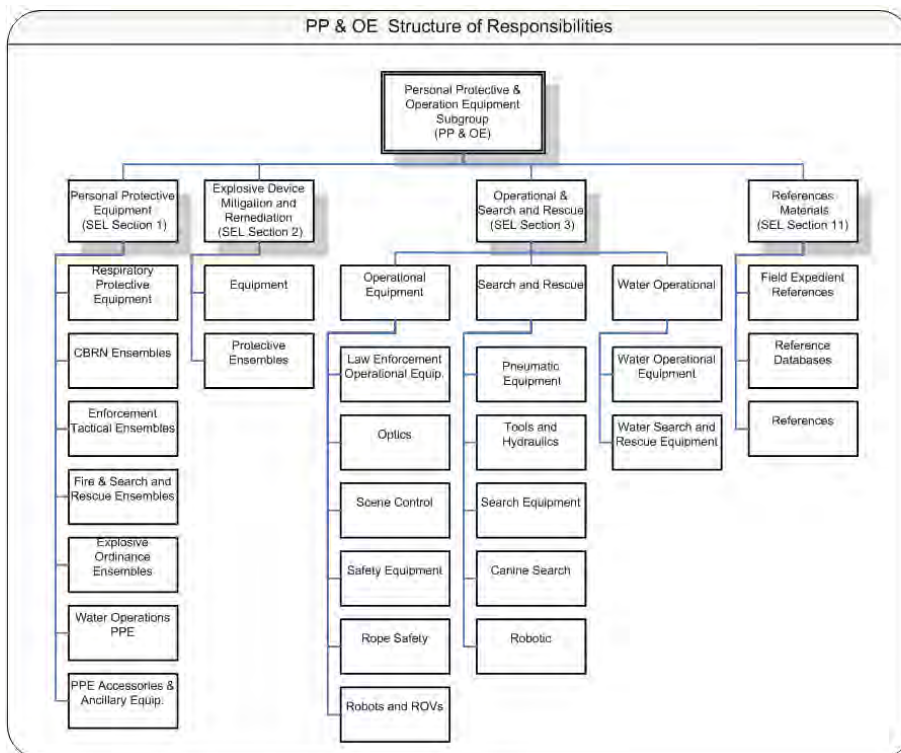 PP & OE Structure of Responsibilities
Personal Protective &
Operation Equipment
Subgroup
(PP & OE)
Personal Protective
Equipment
(SEL Section 1)
Explosive Device
Mitigation and
Remediation
(SEL Section 2)
Operational &
Search and Rescue
(SEL Section 3)
References
Materials
(SEL Section 11)
Respiratory
Protective
Equipment
CBRN Ensembles
Enforcement
Tactical Ensembles
Fire & Search and
Rescue Ensembles
Explosive
Ordinance
Ensembles
Water Operations
PPE
PPE Accessories &
Ancillary Equip.
Equipment
Protective
Ensembles
Operational
Equipment
Law Enforcement
Operational Equip.
Optics
Scene Control
Safety Equipment
Rope Safety
Robots and ROVs
Search and Rescue
Pneumatic
Equipment
Tools and
Hydraulics
Search Equipment
Canine Search
Robotic
Water Operational
Water Operational
Equipment
Water Search and
Rescue Equipment
Field Expedient
References
Reference
Databases
References